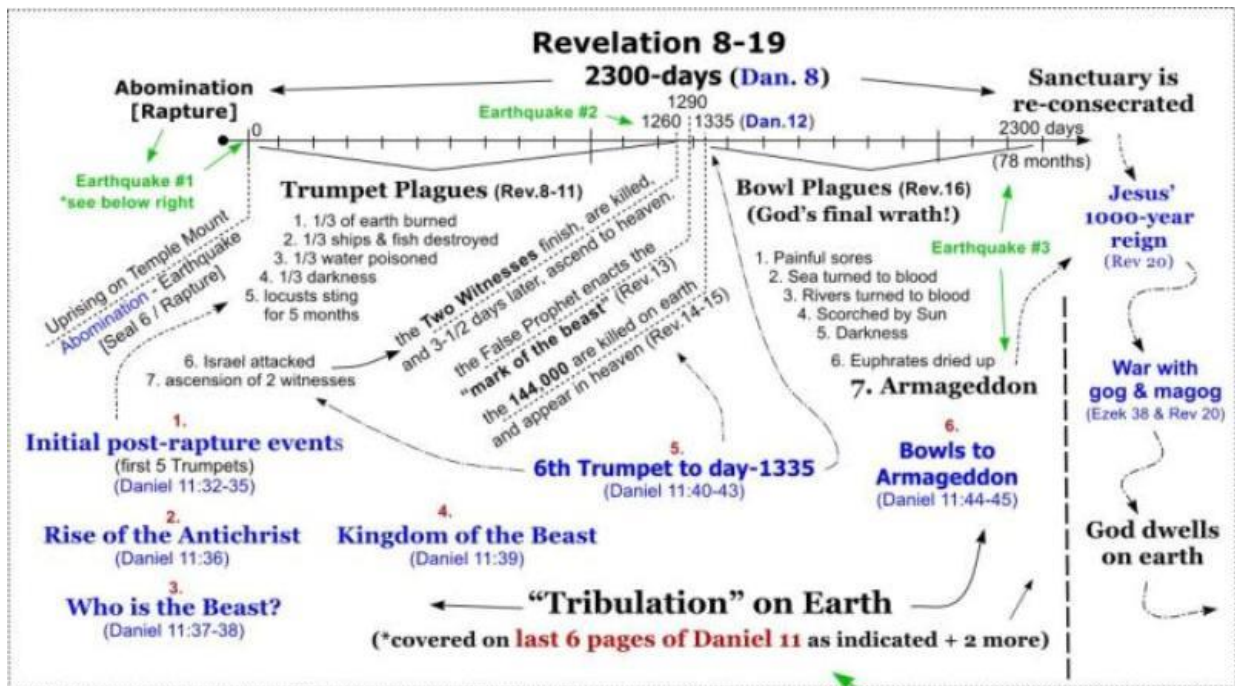 Revelation 8-19
2300-days (Dan. 8)
Abomination
[Rapture]
Sanctuary is
re-consecrated
Earthquake #2
1290
1260
1335 (Dan.12)
0
2300 days
(78 months)
Earthquake #1
*see below right
Trumpet Plagues (Rev.8-11)
1. 1/3 of earth burned
2. 1/3 ships & fish destroyed
3. 1/3 water poisoned
4. 1/3 darkness
5. locusts sting
for 5 months
6. Israel attacked
7. ascension of 2 witnesses
Uprising on Temple Mount
Abomination - Earthquake
[Seal 6 / Rapture]
the Two Witnesses finish, are killed,
and 3-1/2 days later, ascend to heaven.
the False Prophet enacts the
"mark of the beast" (Rev.13)
the 144,000 are killed on earth
and appear in heaven (Rev.14-15)
Bowl Plagues (Rev.16)
(God's final wrath!)
1. Painful sores
2. Sea turned to blood
3. Rivers turned to blood
4. Scorched by Sun
5. Darkness
6. Euphrates dried up
7. Armageddon
Earthquake #3
Jesus'
1000-year
reign
(Rev 20)
War with
gog & magog
(Ezek 38 & Rev 20)
God dwells
on earth
1.
Initial post-rapture events
(first 5 Trumpets)
(Daniel 11:32-35)
2.
Rise of the Antichrist
(Daniel 11:36)
3.
Who is the Beast?
(Daniel 11:37-38)
4.
Kingdom of the Beast
(Daniel 11:39)
5.
6th Trumpet to day-1335
(Daniel 11:40-43)
6.
Bowls to
Armageddon
(Daniel 11:44-45)
"Tribulation" on Earth
(*covered on last 6 pages of Daniel 11 as indicated + 2 more)